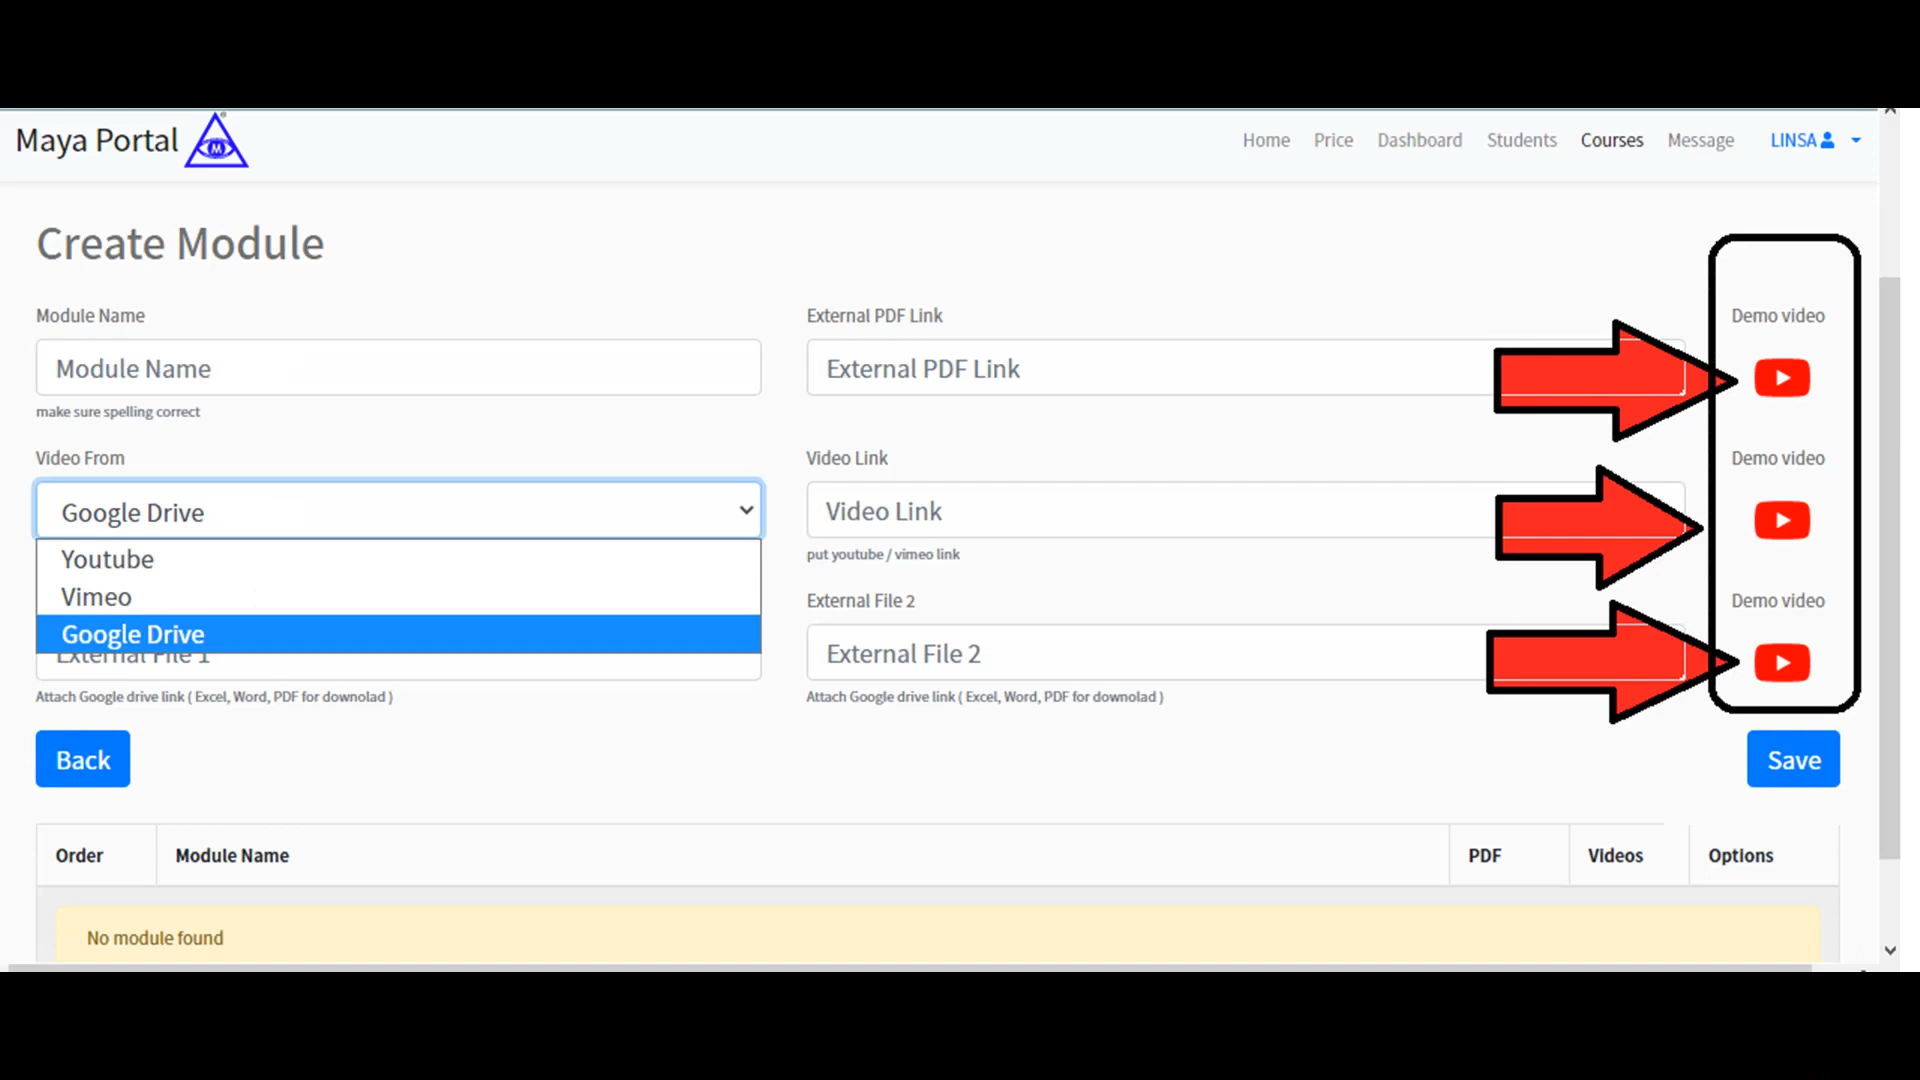 Maya Portal
M
Home Price Dashboard Students Courses Message LINSA
Create Module
Module Name External PDF Link Demo video
Module Name External PDF Link
make sure spelling correct
Video From Video Link Demo video
Google Drive Video Link
Youtube put youtube / vimeo link
Vimeo External File 2 Demo video
Google Drive
External File 1 External File 2
Attach Google drive link ( Excel, Word, PDF for downolad ) Attach Google drive link ( Excel, Word, PDF for downolad )
Back Save
Order Module Name PDF Videos Options
No module found